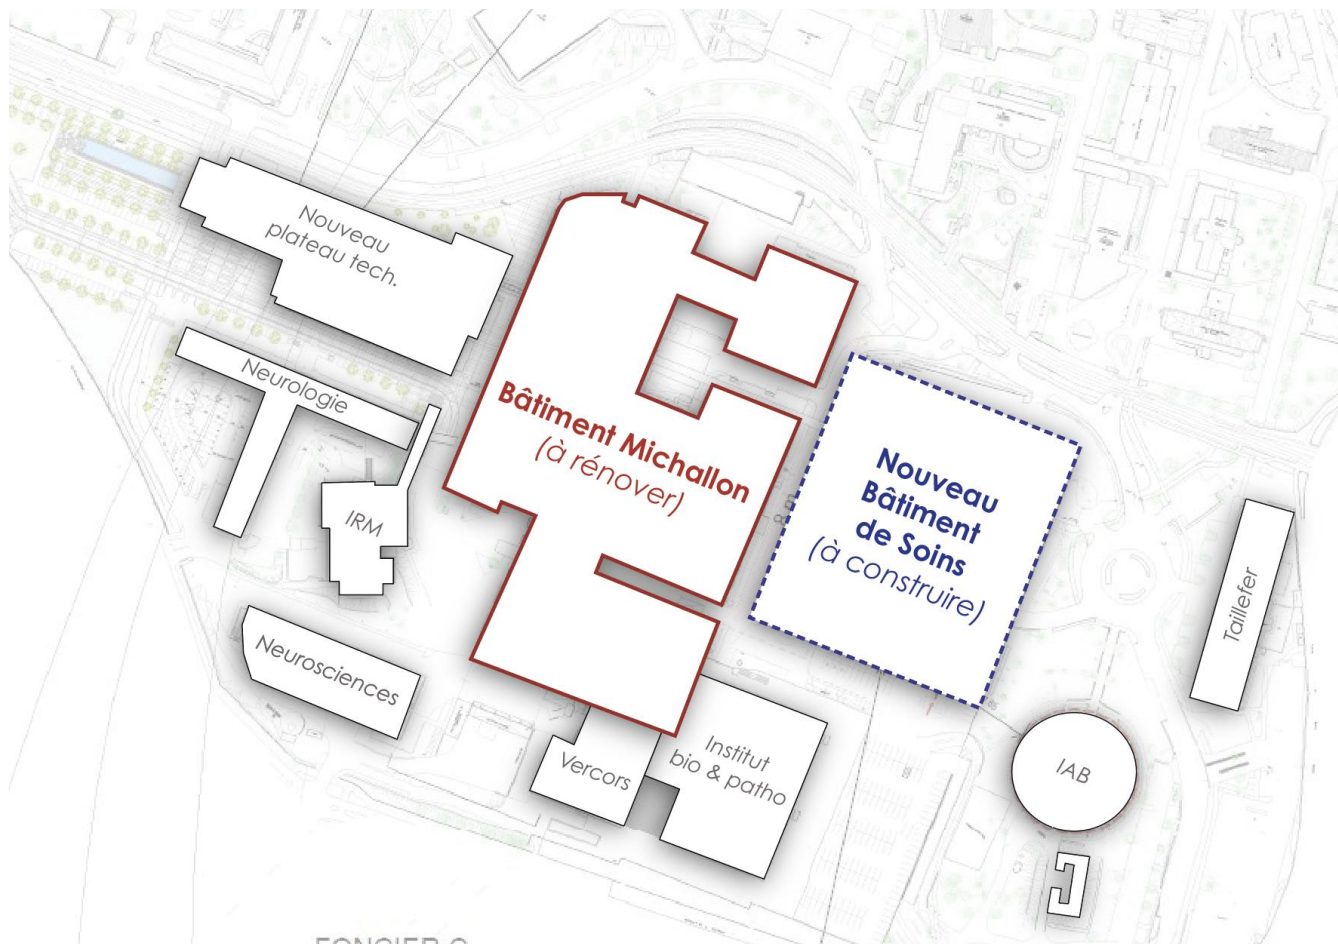 Nouveau
plateau tech.
Neurologie
Bâtiment Michallon
(à rénover)
IRM
Nouveau
Bâtiment
de Soins
(à construire)
8 m
Taillefer
Neurosciences
Vercors
Institut
bio & patho
IAB